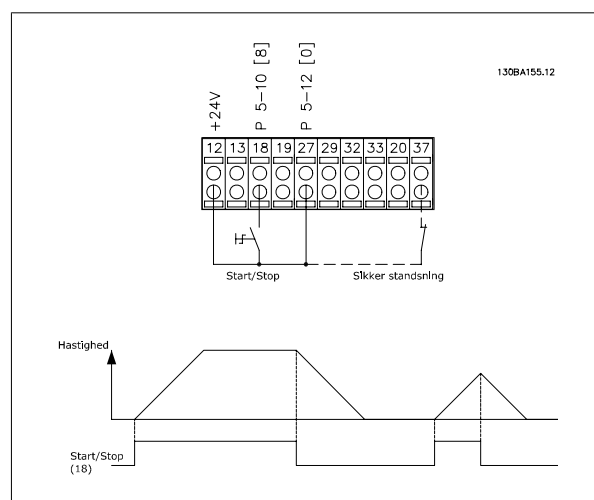 130BA155.12
+24V
P 5-10 [8]
P 5-12 [0]
12 13 18 19 27 29 32 33 20 37
Start/Stop
Sikker standsning
Hastighed
Start/Stop
(18)